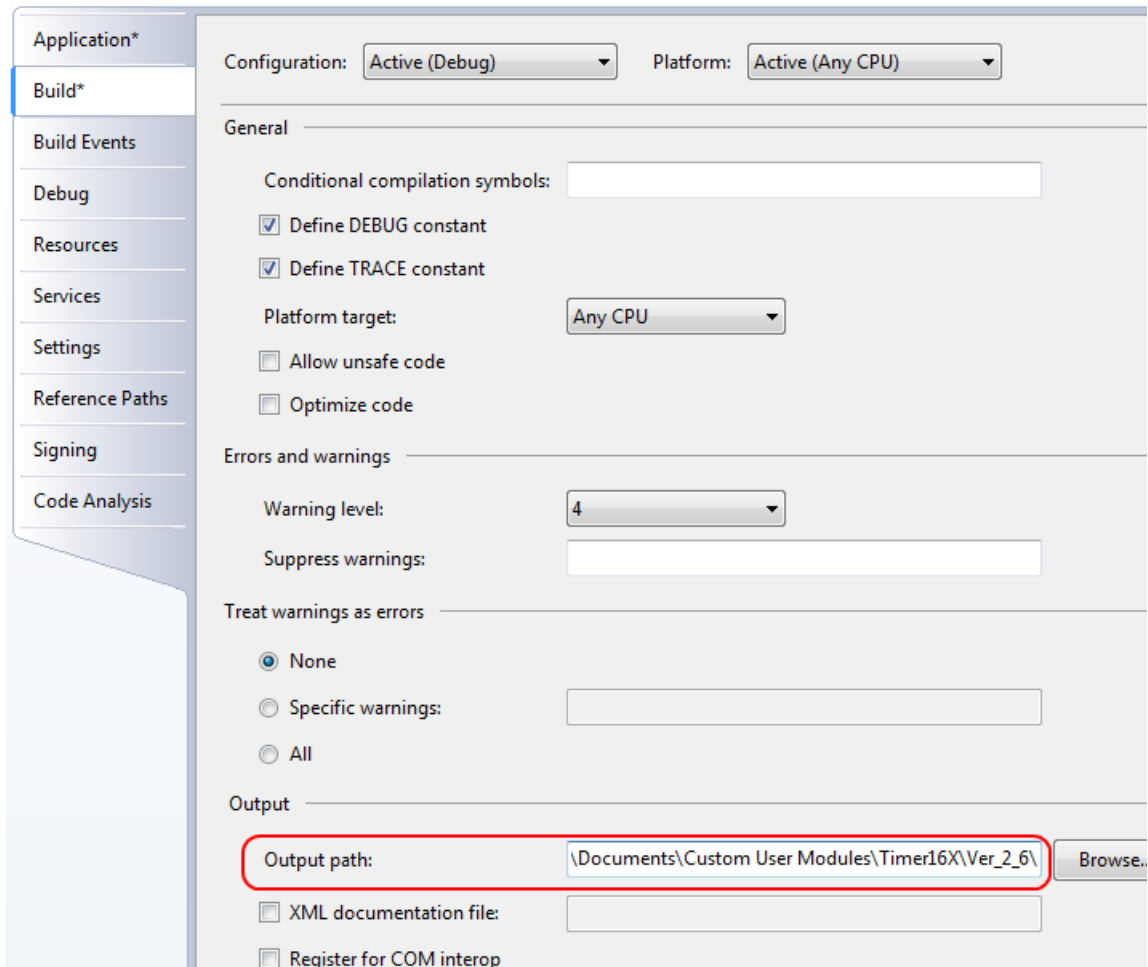 Application*
Build*
Build Events
Debug
Resources
Services
Settings
Reference Paths
Signing
Code Analysis
Configuration: Active (Debug) Platform: Active (Any CPU)
General
Conditional compilation symbols:
Define DEBUG constant
Define TRACE constant
Platform target: Any CPU
Allow unsafe code
Optimize code
Errors and warnings
Warning level: 4
Suppress warnings:
Treat warnings as errors
None
Specific warnings:
All
Output
Output path: \Documents\Custom User Modules\Timer16X\Ver_2_6\ Browse..
XML documentation file:
Register for COM interop